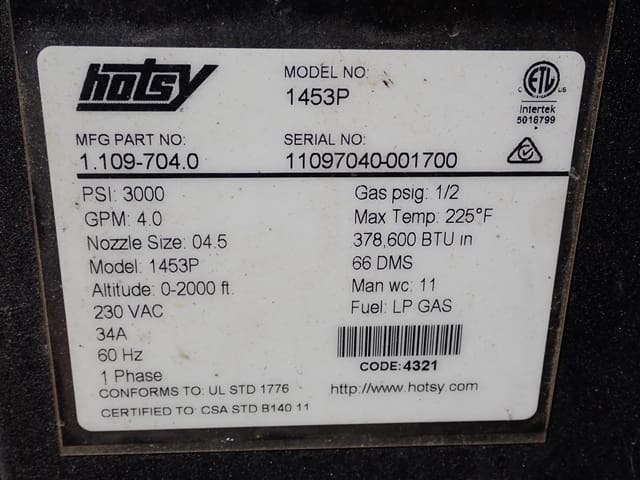 hotsy
MODEL NO:
1453P
ETL
C US
Intertek
5016799
MFG PART NO:
1.109-704.0
SERIAL NO:
11097040-001700
PSI: 3000
GPM: 4.0
Nozzle Size: 04.5
Model: 1453P
Altitude: 0-2000 ft.
230 VAC
34A
60 Hz
1 Phase
CONFORMS TO: UL STD 1776
CERTIFIED TO: CSA STD B140.11
Gas psig: 1/2
Max Temp: 225°F
378,600 BTU in
66 DMS
Man wc: 11
Fuel: LP GAS
CODE: 4321
http://www.hotsy.com